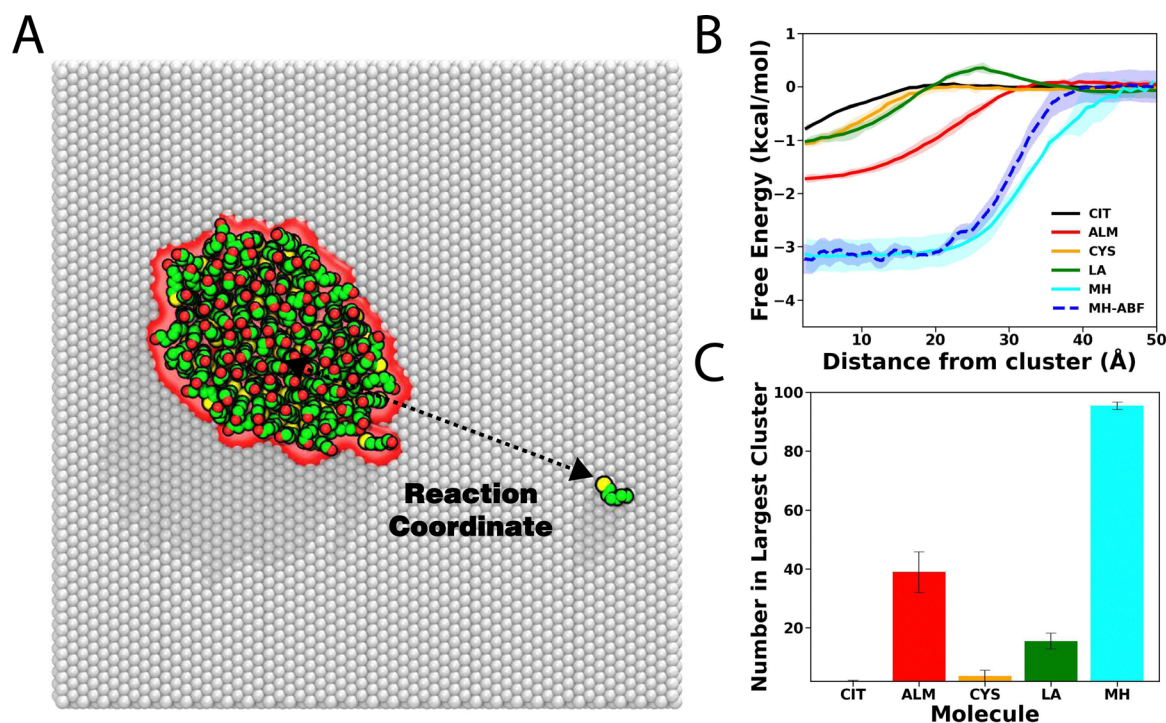 A
Reaction
Coordinate
B
Free Energy (kcal/mol)
1
0
−1
−2
−3
−4
CIT
ALM
CYS
LA
MH
MH-ABF
10
20
30
40
50
Distance from cluster (Å)
C
Number in Largest Cluster
100
80
60
40
20
CIT
ALM
CYS
LA
MH
Molecule